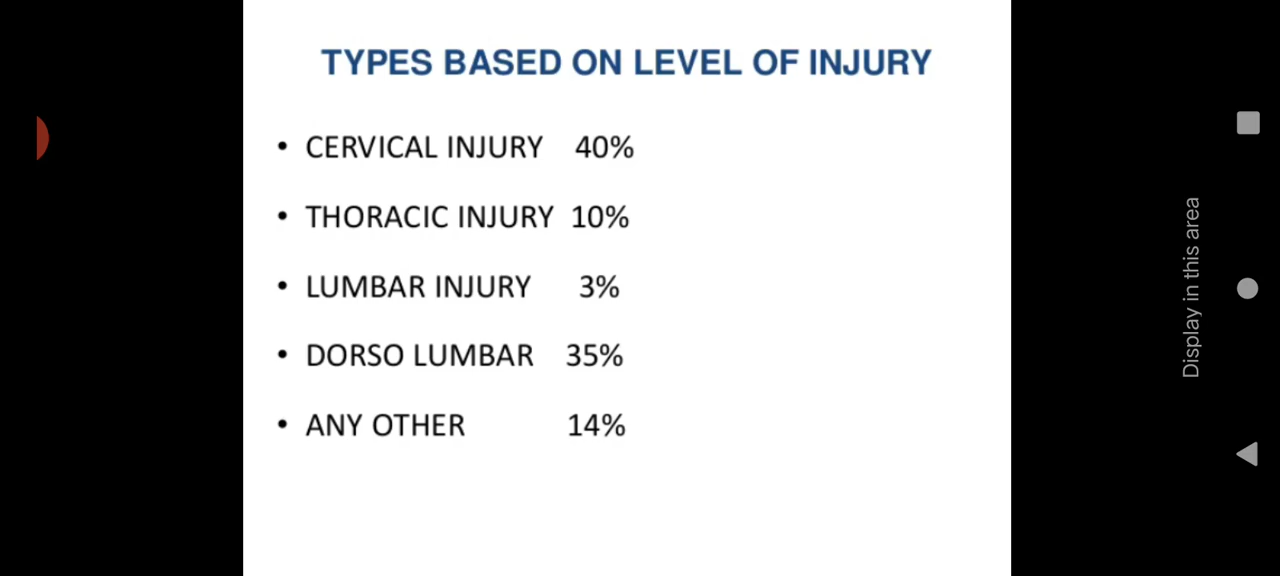 TYPES BASED ON LEVEL OF INJURY
• CERVICAL INJURY 40%
• THORACIC INJURY 10%
• LUMBAR INJURY 3%
• DORSO LUMBAR 35%
• ANY OTHER 14%
Display in this area